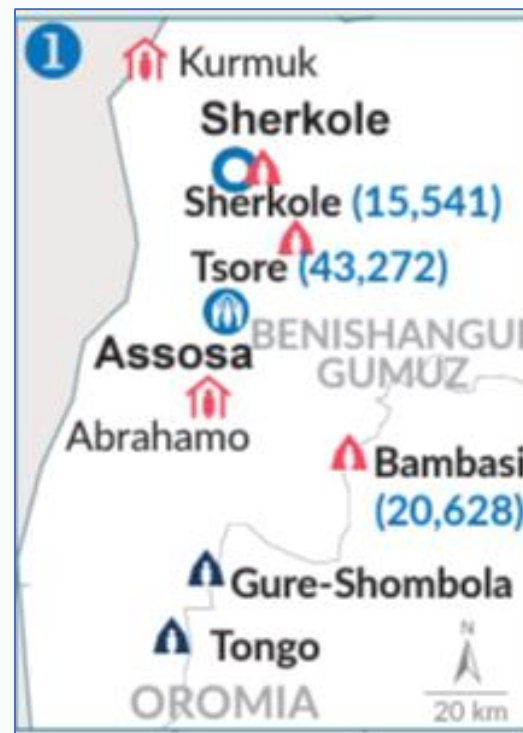 1
Kurmuk
Sherkole
Sherkole (15,541)
Tsore (43,272)
BENISHANGUL
GUMUZ
Assosa
Abrahamo
Bambasi
(20,628)
Gure-Shombola
Tongo
N
OROMIA
20 km